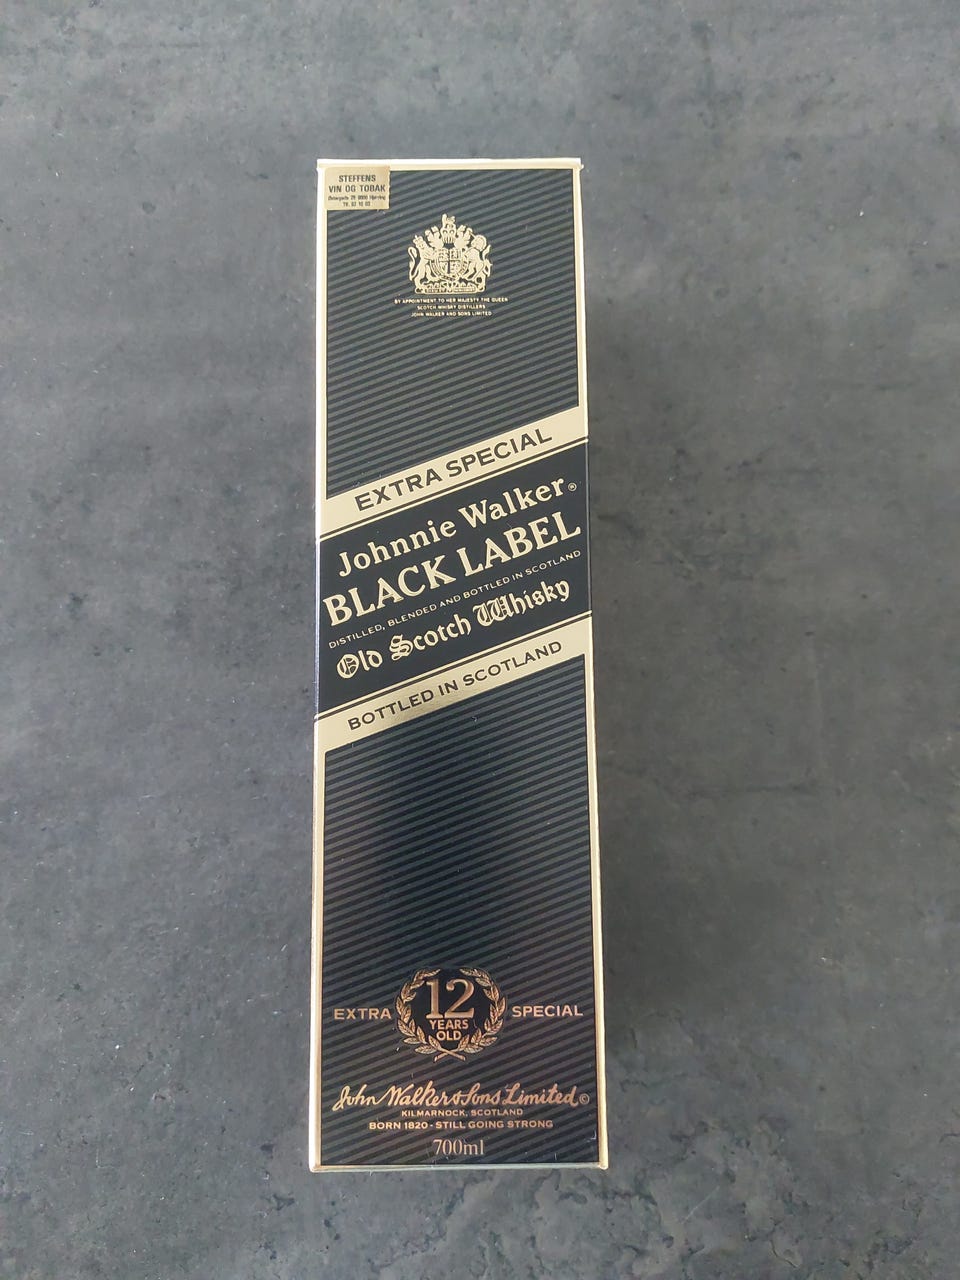 STEFFENS
VIN OG TOBAK
BY APPOINTMENT TO HER MAJESTY THE QUEEN
SCOTCH WHISKY DISTILLERS
JOHN WALKER AND SONS LIMITED
EXTRA SPECIAL
Johnnie Walker®
BLACK LABEL
DISTILLED, BLENDED AND BOTTLED IN SCOTLAND
Old Scotch Whisky
BOTTLED IN SCOTLAND
EXTRA 12 SPECIAL
YEARS
OLD
John Walker & Sons Limited ©
KILMARNOCK, SCOTLAND
BORN 1820 - STILL GOING STRONG
700ml